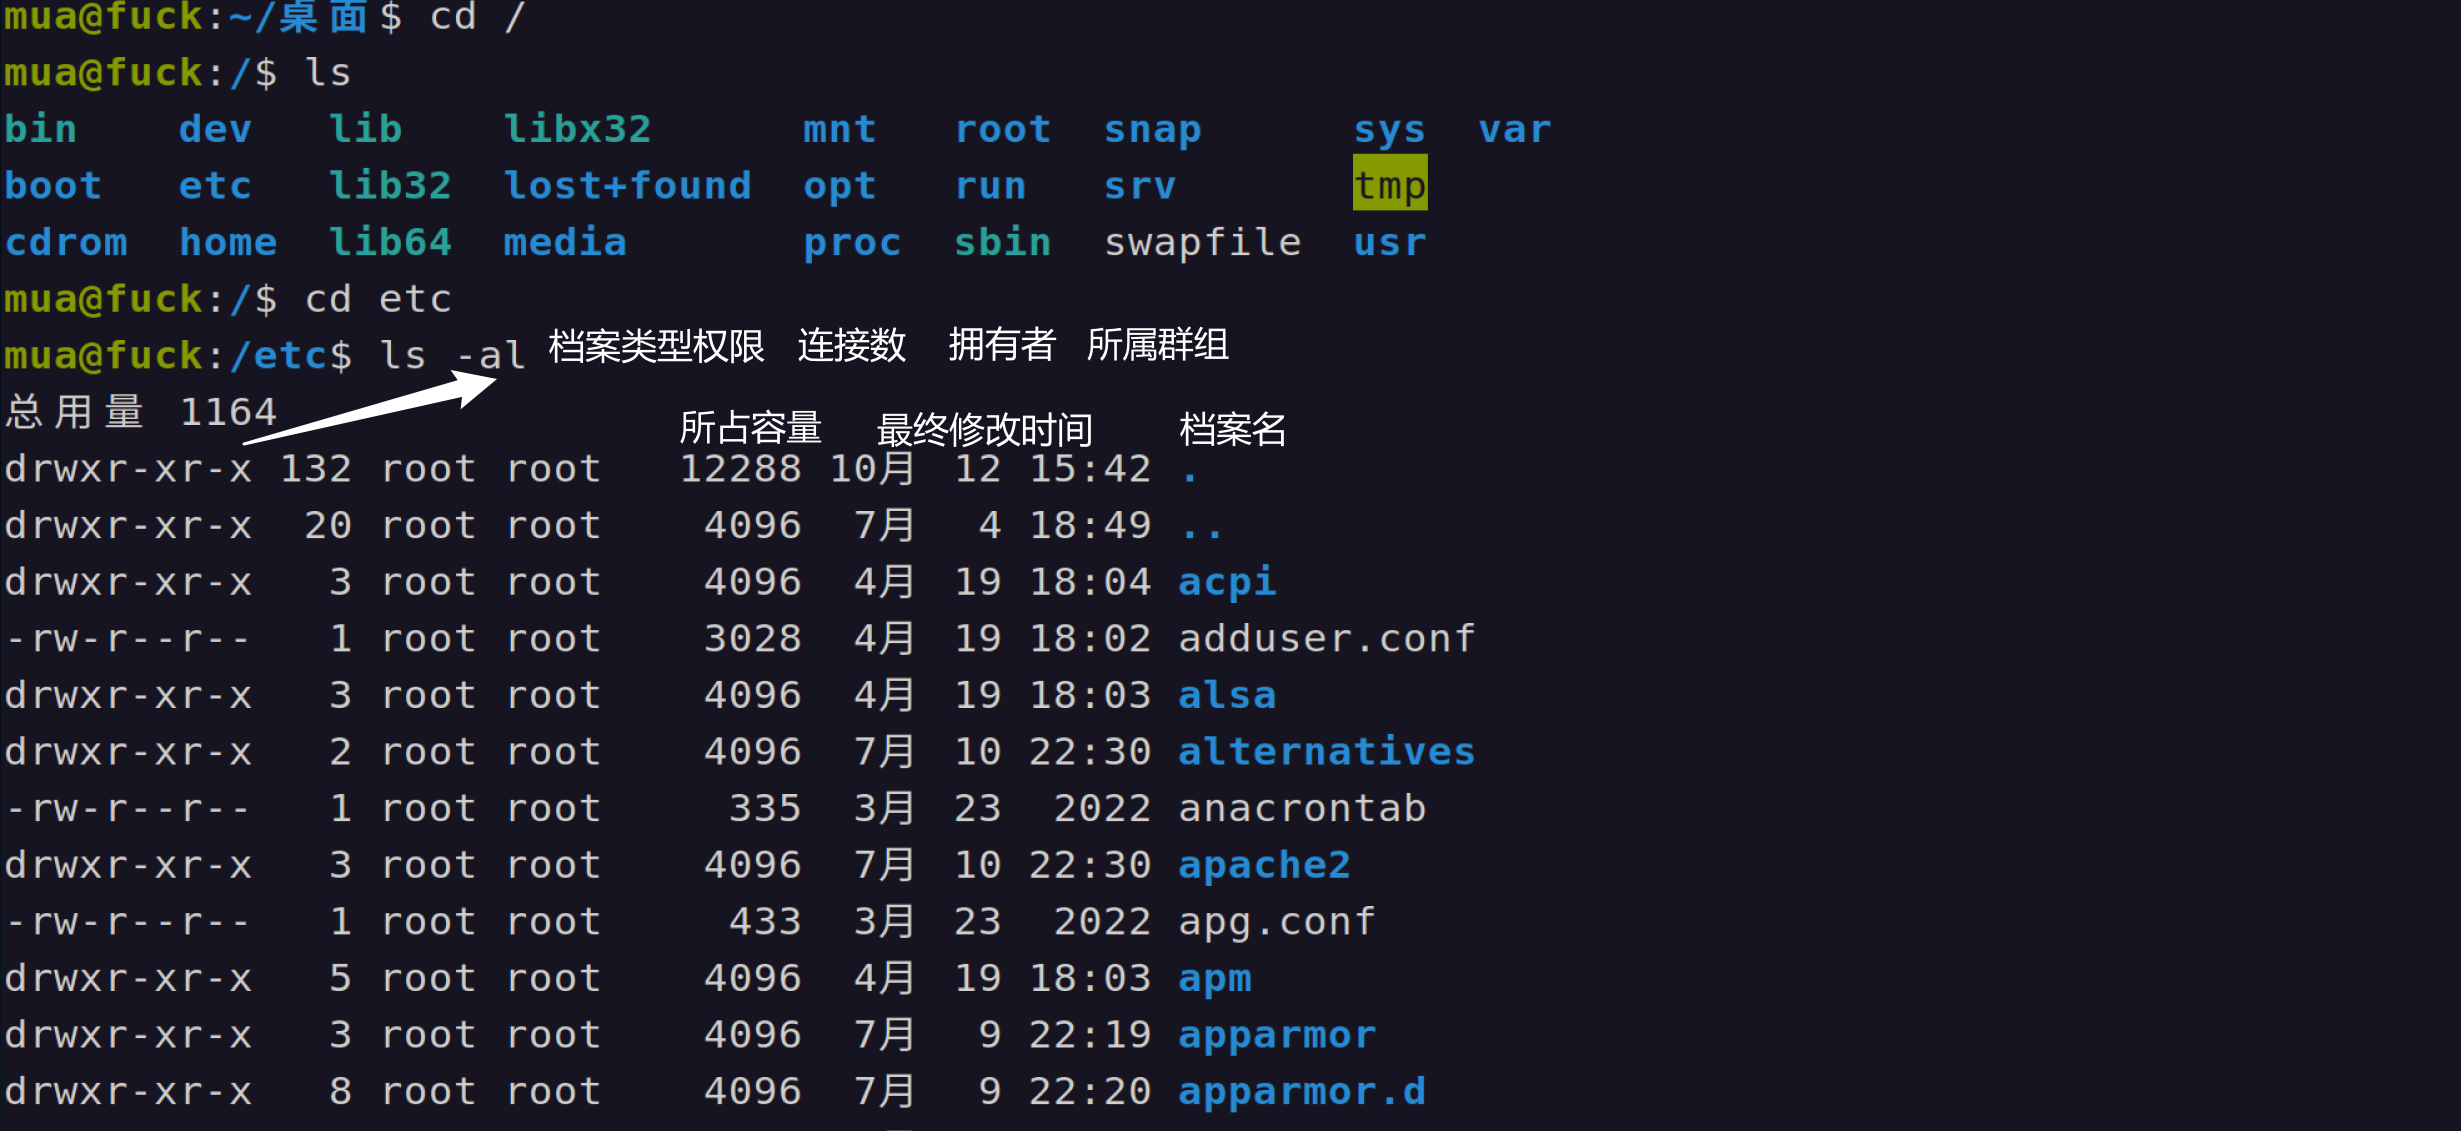 mua@fuck:~/桌面$ cd /
mua@fuck:/$ ls
bin dev lib libx32 mnt root snap sys var
boot etc lib32 lost+found opt run srv tmp
cdrom home lib64 media proc sbin swapfile usr
mua@fuck:/$ cd etc
mua@fuck:/etc$ ls -al 档案类型权限 连接数 拥有者 所属群组
总用量 1164
所占容量 最终修改时间 档案名
drwxr-xr-x 132 root root 12288 10月 12 15:42 .
drwxr-xr-x 20 root root 4096 7月 4 18:49 ..
drwxr-xr-x 3 root root 4096 4月 19 18:04 acpi
-rw-r--r-- 1 root root 3028 4月 19 18:02 adduser.conf
drwxr-xr-x 3 root root 4096 4月 19 18:03 alsa
drwxr-xr-x 2 root root 4096 7月 10 22:30 alternatives
-rw-r--r-- 1 root root 335 3月 23 2022 anacrontab
drwxr-xr-x 3 root root 4096 7月 10 22:30 apache2
-rw-r--r-- 1 root root 433 3月 23 2022 apg.conf
drwxr-xr-x 5 root root 4096 4月 19 18:03 apm
drwxr-xr-x 3 root root 4096 7月 9 22:19 apparmor
drwxr-xr-x 8 root root 4096 7月 9 22:20 apparmor.d